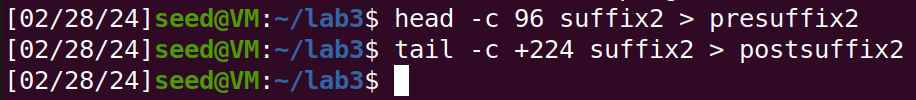 [02/28/24]seed@VM:~/lab3$ head -c 96 suffix2 > presuffix2
[02/28/24]seed@VM:~/lab3$ tail -c +224 suffix2 > postsuffix2
[02/28/24]seed@VM:~/lab3$